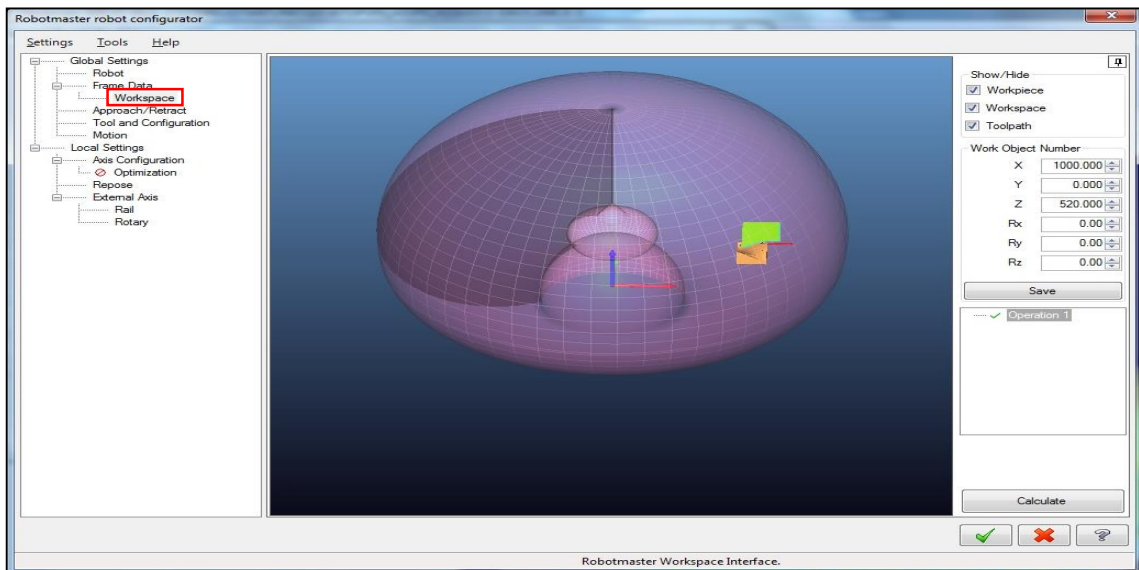 Robotmaster robot configurator
Settings Tools Help
Global Settings
Robot
Frame Data
Workspace
Approach/Retract
Tool and Configuration
Motion
Local Settings
Axis Configuration
Optimization
Repose
External Axis
Rail
Rotary
Show/Hide
Workpiece
Workspace
Toolpath
Work Object Number
X 1000.000
Y 0.000
Z 520.000
Rx 0.00
Ry 0.00
Rz 0.00
Save
Operation 1
Calculate
Robotmaster Workspace Interface.